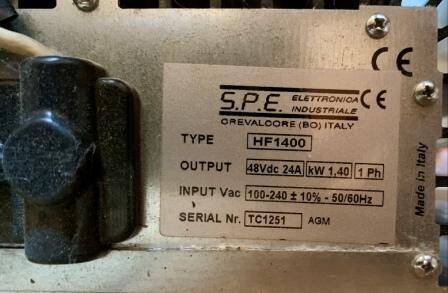 CE
S.P.E. ELETTRONICA INDUSTRIALE CE
CREVALCORE (BO) ITALY
TYPE HF1400
OUTPUT 48Vdc 24A kW 1,40 1 Ph
INPUT Vac 100-240 ± 10% - 50/60Hz
SERIAL Nr. TC1251 AGM
Made in Italy